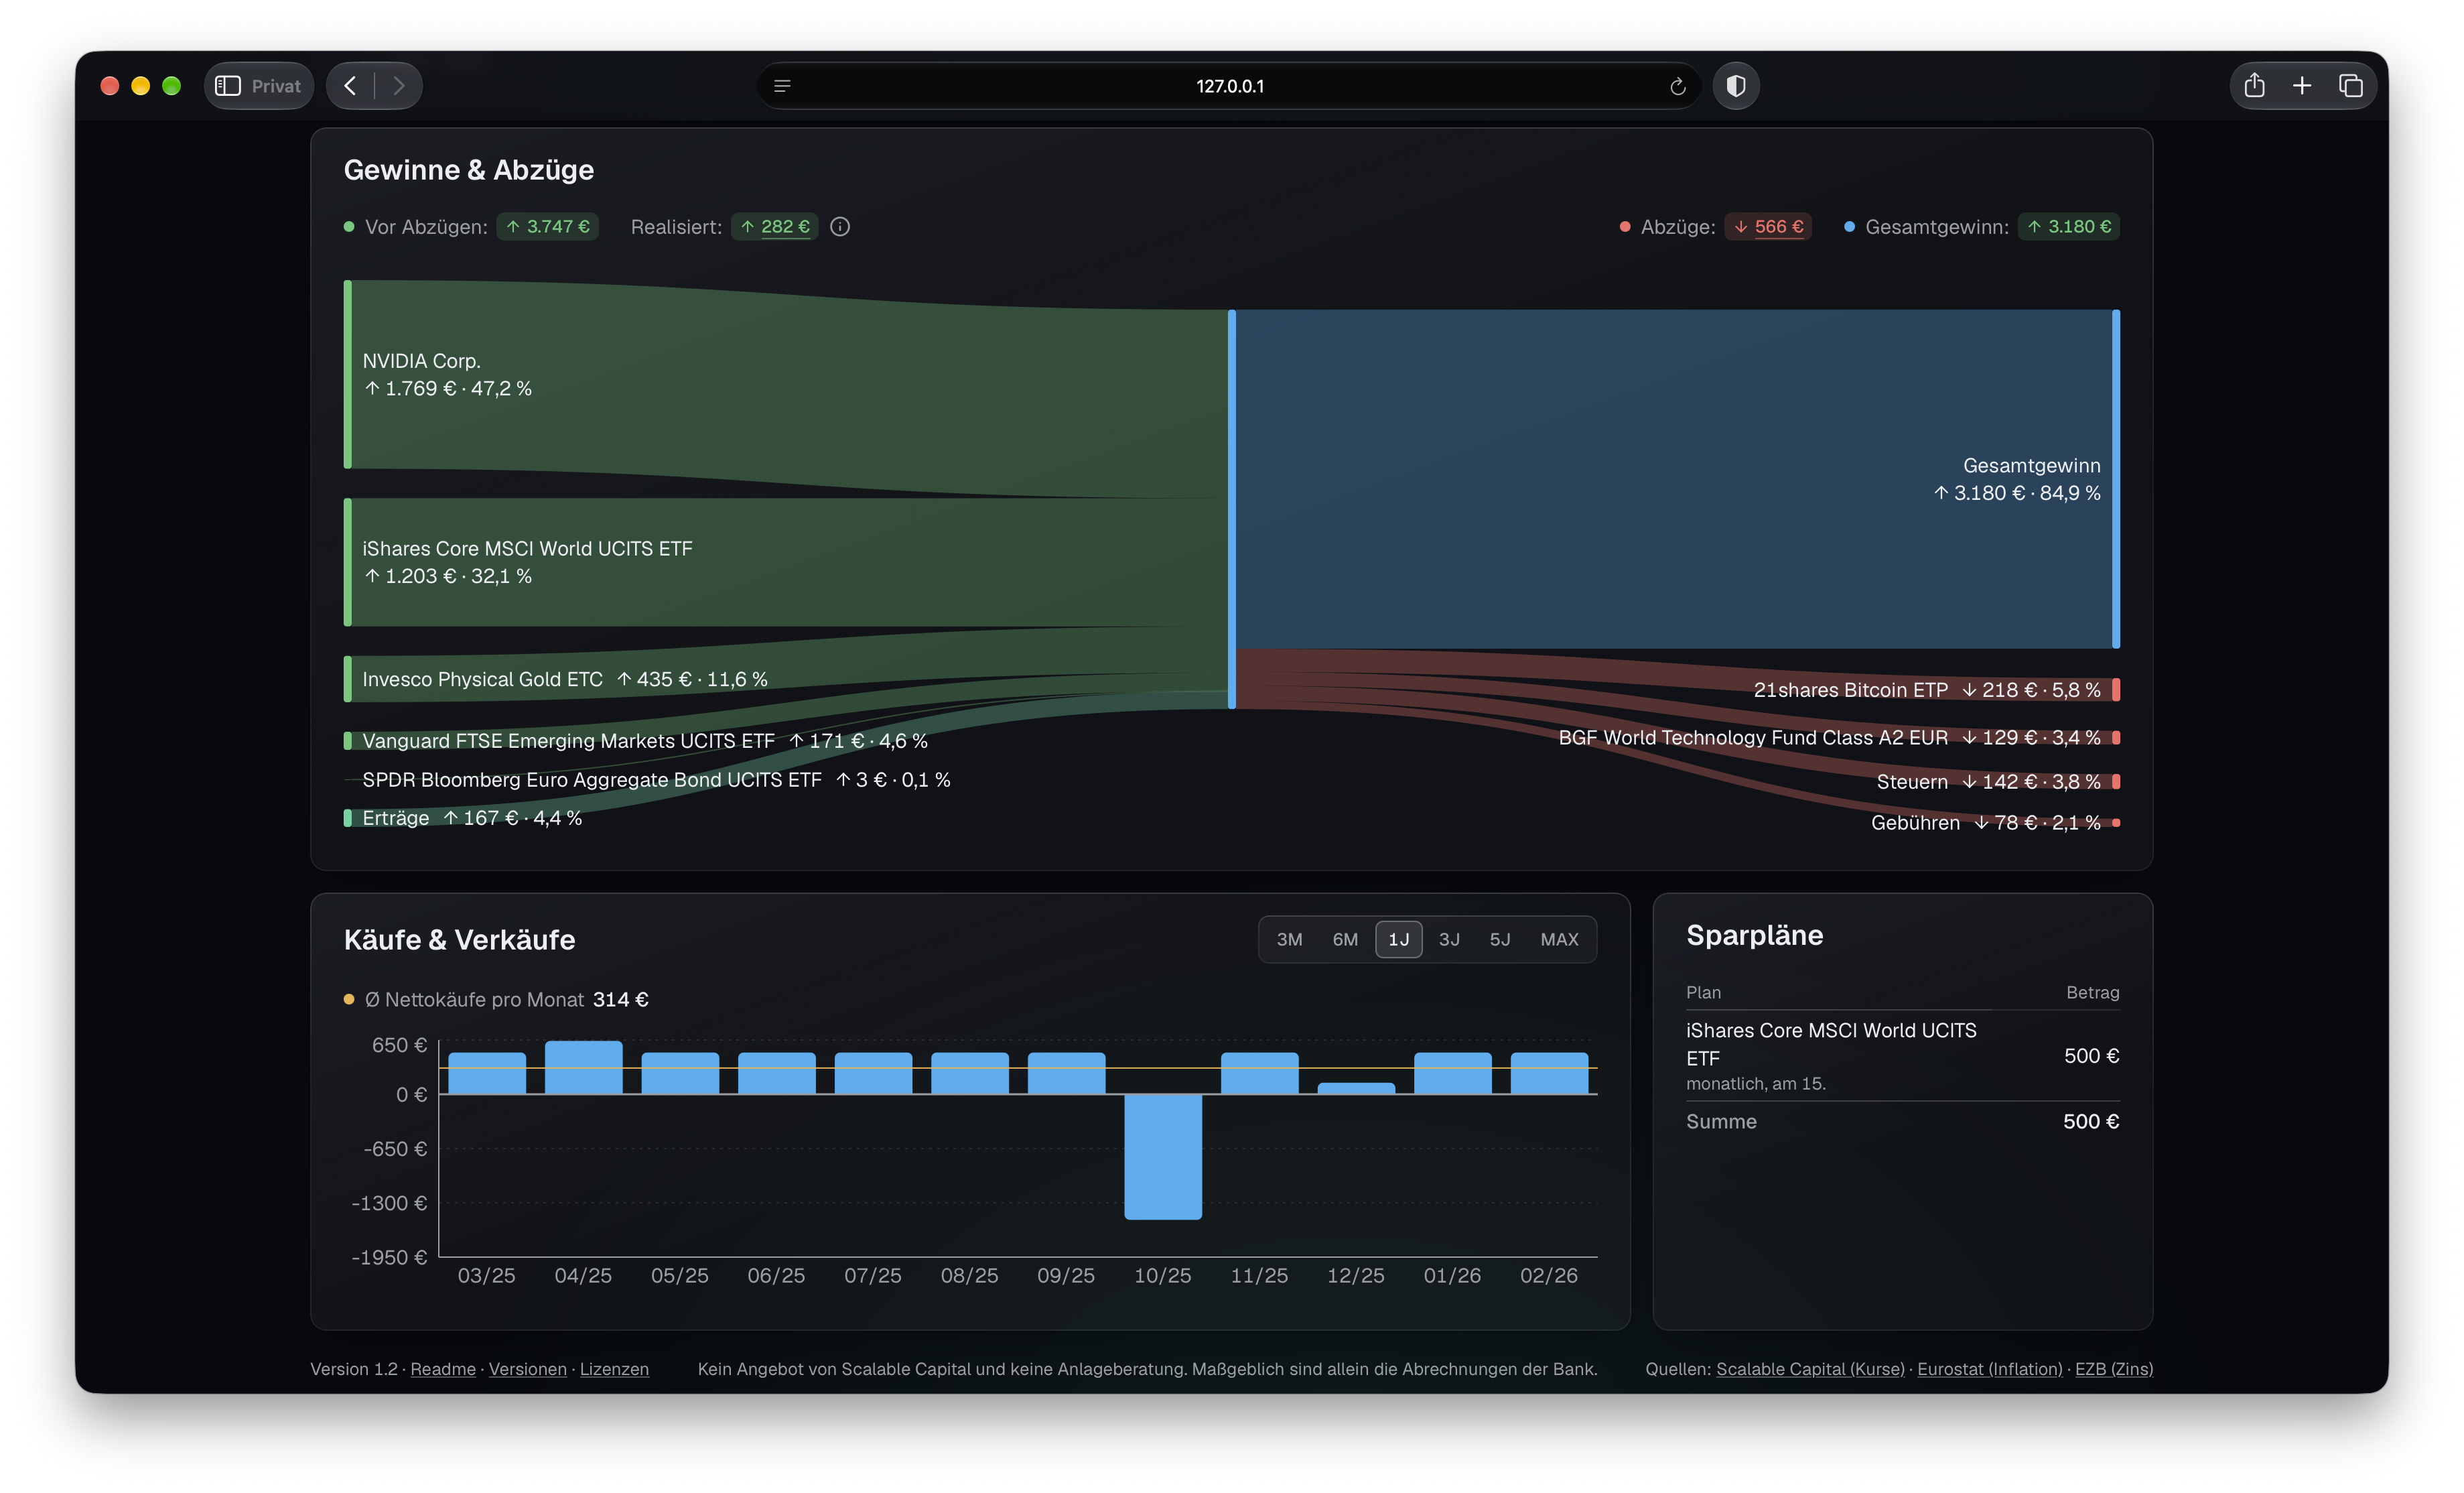 Privat
127.0.0.1
Gewinne & Abzüge
Vor Abzügen: ↑ 3.747 € Realisiert: ↑ 282 €
Abzüge: ↓ 566 € Gesamtgewinn: ↑ 3.180 €
NVIDIA Corp.
↑ 1.769 € · 47,2 %
iShares Core MSCI World UCITS ETF
↑ 1.203 € · 32,1 %
Invesco Physical Gold ETC ↑ 435 € · 11,6 %
Vanguard FTSE Emerging Markets UCITS ETF ↑ 171 € · 4,6 %
SPDR Bloomberg Euro Aggregate Bond UCITS ETF ↑ 3 € · 0,1 %
Erträge ↑ 167 € · 4,4 %
Gesamtgewinn
↑ 3.180 € · 84,9 %
21shares Bitcoin ETP ↓ 218 € · 5,8 %
BGF World Technology Fund Class A2 EUR ↓ 129 € · 3,4 %
Steuern ↓ 142 € · 3,8 %
Gebühren ↓ 78 € · 2,1 %
Käufe & Verkäufe
3M 6M 1J 3J 5J MAX
Ø Nettokäufe pro Monat 314 €
650 €
0 €
-650 €
-1300 €
-1950 €
03/25 04/25 05/25 06/25 07/25 08/25 09/25 10/25 11/25 12/25 01/26 02/26
Sparpläne
Plan Betrag
iShares Core MSCI World UCITS
ETF
500 €
monatlich, am 15.
Summe 500 €
Version 1.2 · Readme · Versionen · Lizenzen
Kein Angebot von Scalable Capital und keine Anlageberatung. Maßgeblich sind allein die Abrechnungen der Bank.
Quellen: Scalable Capital (Kurse) · Eurostat (Inflation) · EZB (Zins)